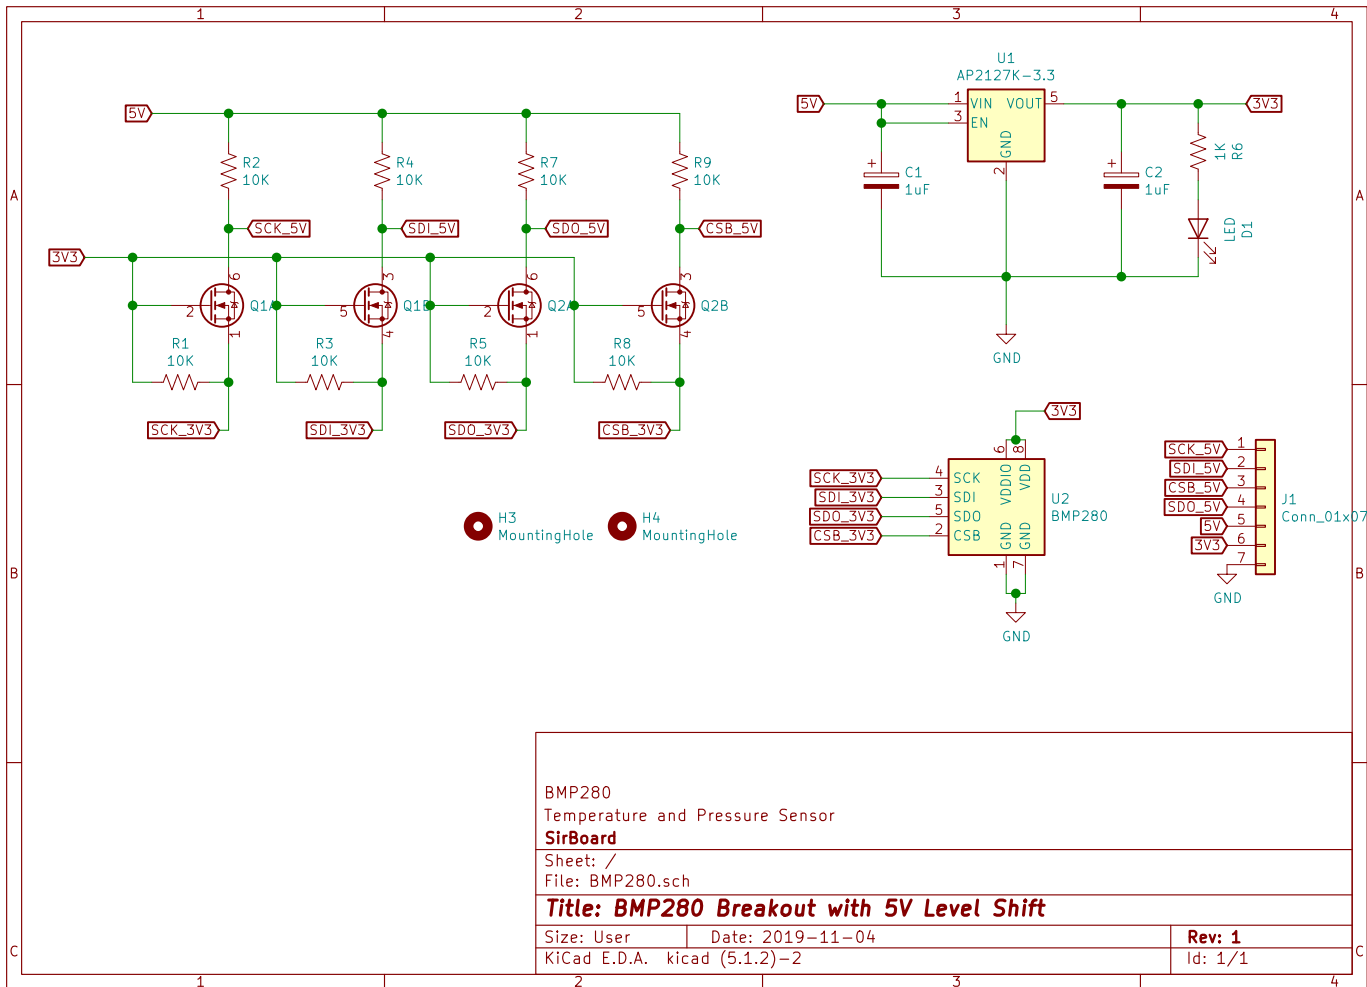 1 2 3 4
A A
B B
C C
1 2 3 4
5V
R2
10K
R4
10K
R7
10K
R9
10K
SCK_5V
SDI_5V
SDO_5V
CSB_5V
3V3
6
2
1
Q1A
3
5
4
Q1B
6
2
1
Q2A
3
5
4
Q2B
R1
10K
R3
10K
R5
10K
R8
10K
SCK_3V3
SDI_3V3
SDO_3V3
CSB_3V3
H3
MountingHole
H4
MountingHole
U1
AP2127K-3.3
5V
1 VIN VOUT 5
3 EN
GND
2
3V3
+
C1
1uF
+
C2
1uF
1K
R6
LED
D1
GND
3V3
6 8
VDDIO VDD
SCK_3V3 4 SCK
SDI_3V3 3 SDI
SDO_3V3 5 SDO
CSB_3V3 2 CSB
GND GND
1 7
U2
BMP280
GND
SCK_5V 1
SDI_5V 2
CSB_5V 3
SDO_5V 4
5V 5
3V3 6
7
GND
J1
Conn_01x07
BMP280
Temperature and Pressure Sensor
SirBoard
Sheet: /
File: BMP280.sch
Title: BMP280 Breakout with 5V Level Shift
Size: User Date: 2019-11-04 Rev: 1
KiCad E.D.A. kicad (5.1.2)-2 Id: 1/1